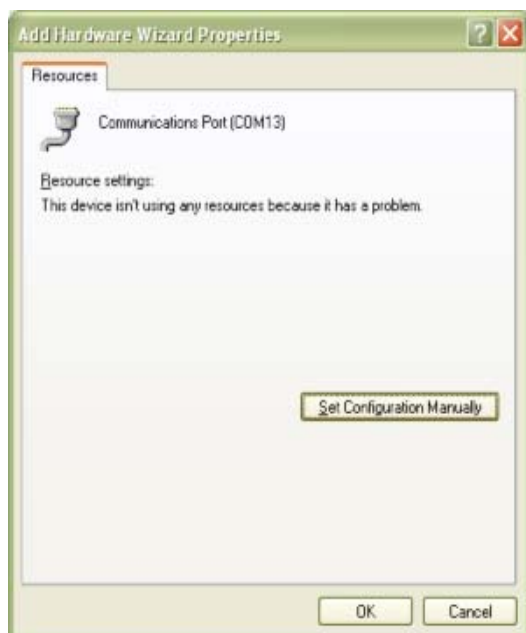 Add Hardware Wizard Properties
Resources
Communications Port (COM13)
Resource settings:
This device isn't using any resources because it has a problem.
Set Configuration Manually
OK Cancel